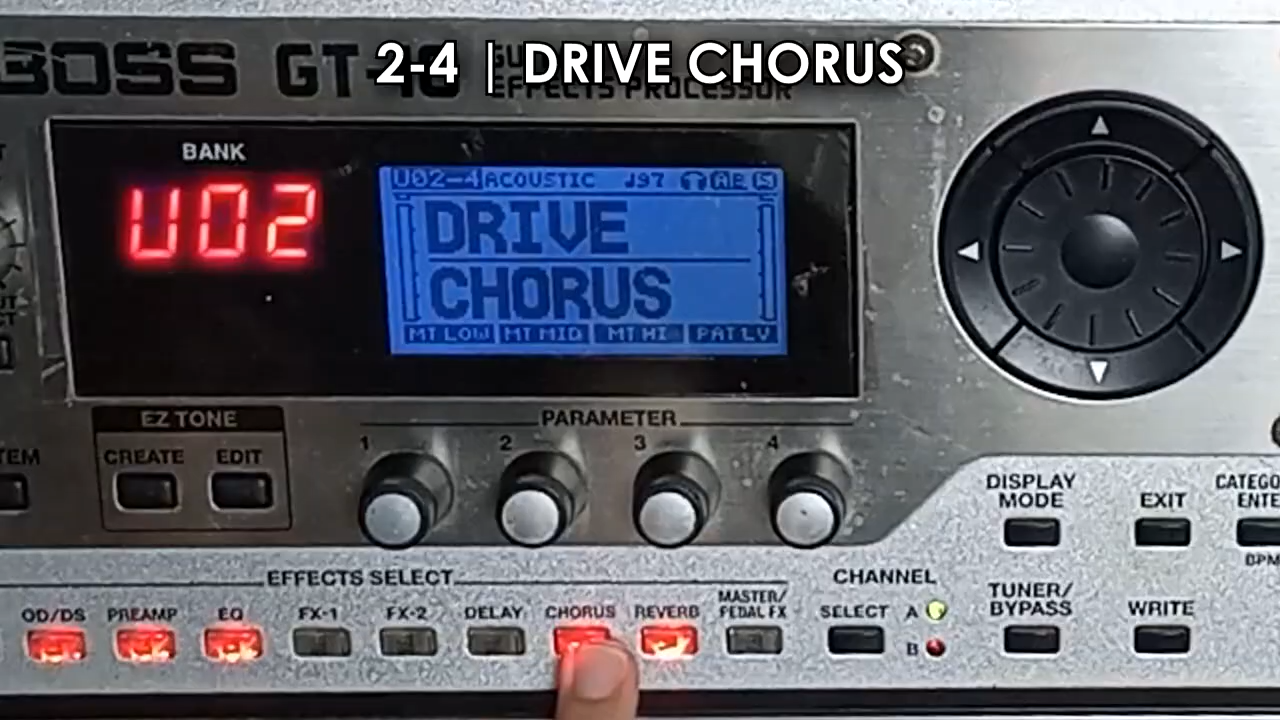 2-4 | DRIVE CHORUS
BOSS GT-10
EFFECTS PROCESSOR
BANK
U02
U02-4 ACOUSTIC J97
DRIVE
CHORUS
MT LOW MT MID MT HI PAT LV
EZ TONE
CREATE EDIT
PARAMETER
1 2 3 4
DISPLAY
MODE
EXIT
EFFECTS SELECT
OD/DS PREAMP EQ FX-1 FX-2 DELAY CHORUS REVERB MASTER/
PEDAL FX
CHANNEL
SELECT A
B
TUNER/
BYPASS
WRITE
BPM